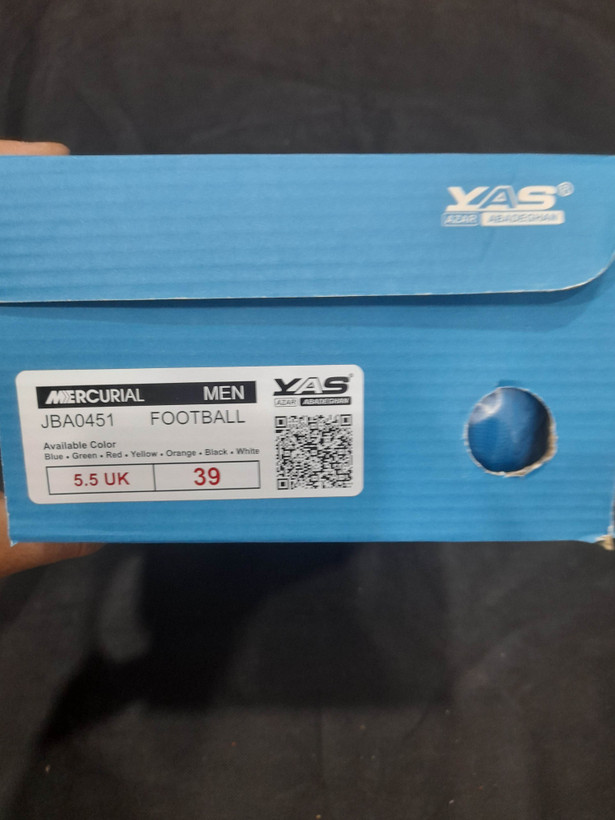 YAS®
AZAR ABADEGHAN
MERCURIAL MEN
JBA0451 FOOTBALL
Available Color
Blue • Green • Red • Yellow • Orange • Black • White
5.5 UK 39
YAS®
AZAR ABADEGHAN